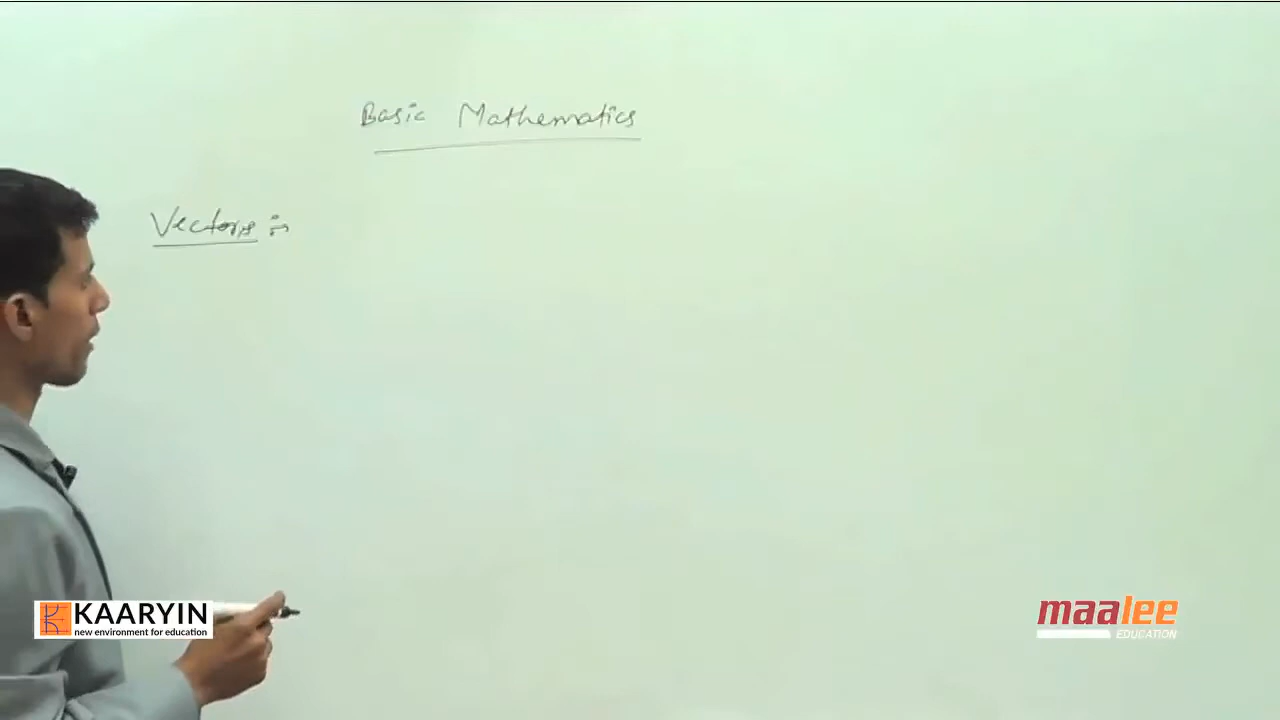 Basic Mathematics
Vectors :-
KAARYIN
new environment for education
maalee
EDUCATION